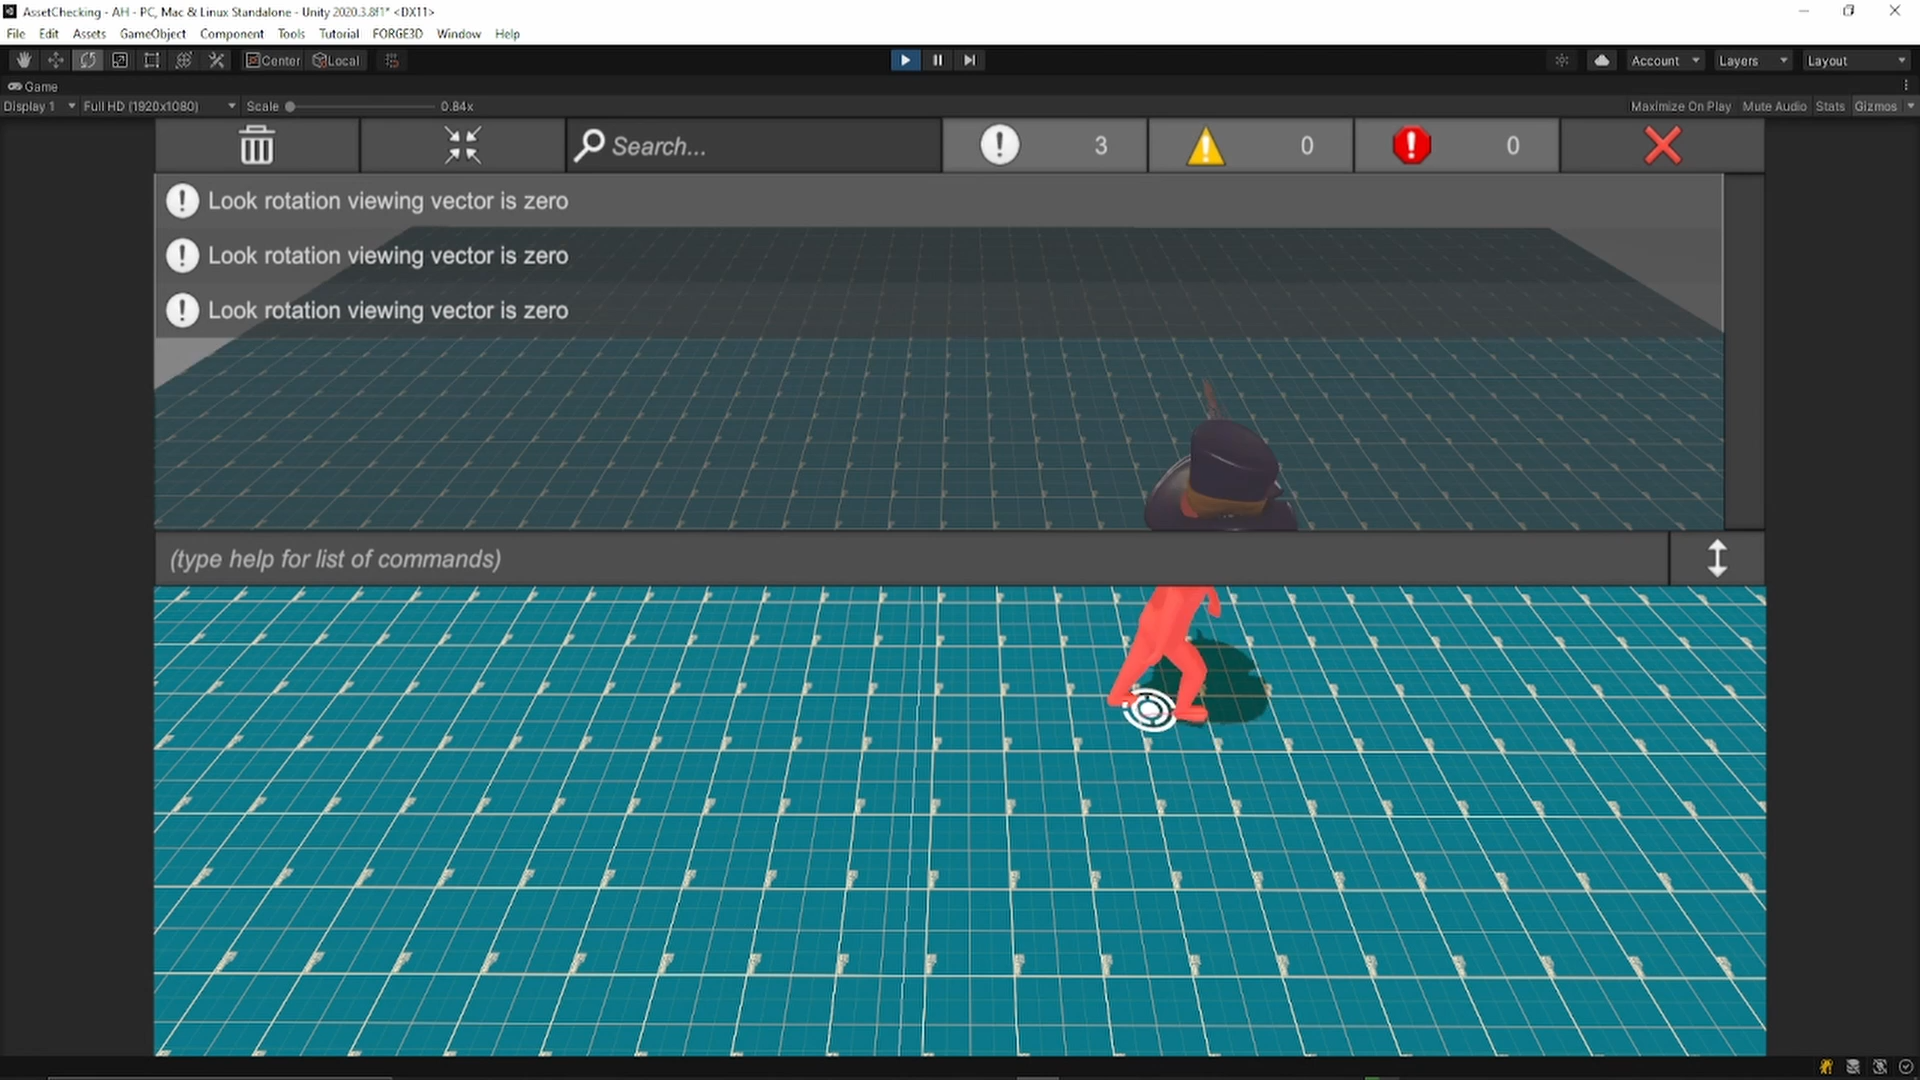 AssetChecking - AH - PC, Mac & Linux Standalone - Unity 2020.3.8f1* <DX11>
File Edit Assets GameObject Component Tools Tutorial FORGE3D Window Help
Center Local Account Layers Layout
Game
Display 1 Full HD (1920x1080) Scale 0.84x Maximize On Play Mute Audio Stats Gizmos
Search... 3 0 0
Look rotation viewing vector is zero
Look rotation viewing vector is zero
Look rotation viewing vector is zero
(type help for list of commands)